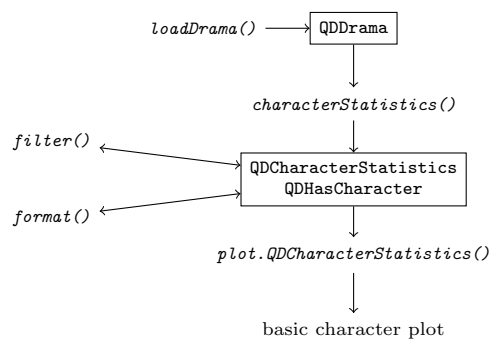 loadDrama()
QDDrama
characterStatistics()
filter()
QDCharacterStatistics
QDHasCharacter
format()
plot.QDCharacterStatistics()
basic character plot